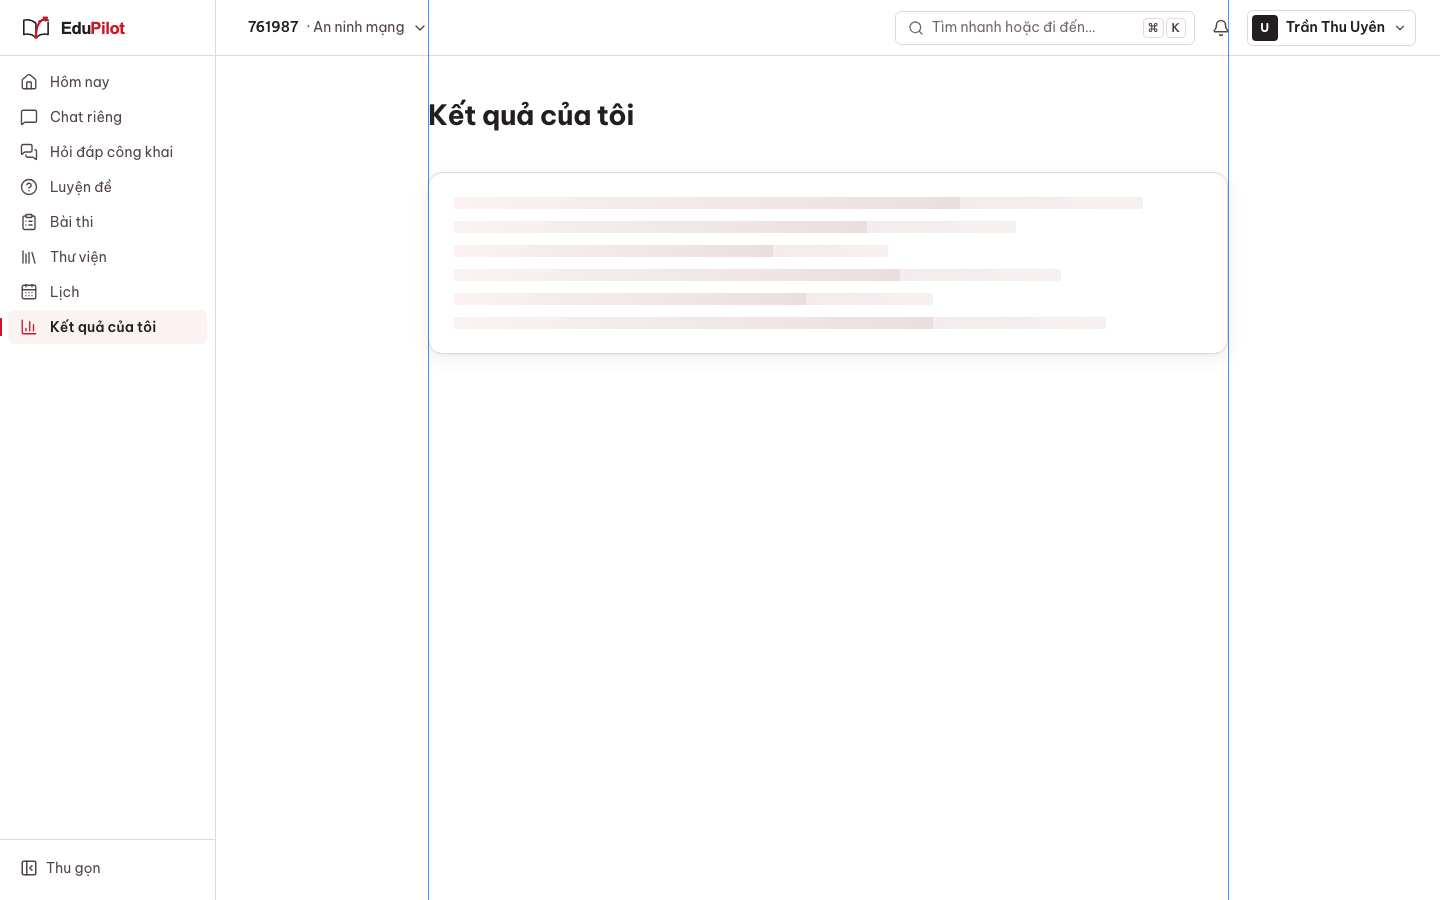 EduPilot
761987 · An ninh mạng
Tìm nhanh hoặc đi đến...
⌘ K
U Trần Thu Uyên
Hôm nay
Chat riêng
Hỏi đáp công khai
Luyện đề
Bài thi
Thư viện
Lịch
Kết quả của tôi
Thu gọn
Kết quả của tôi